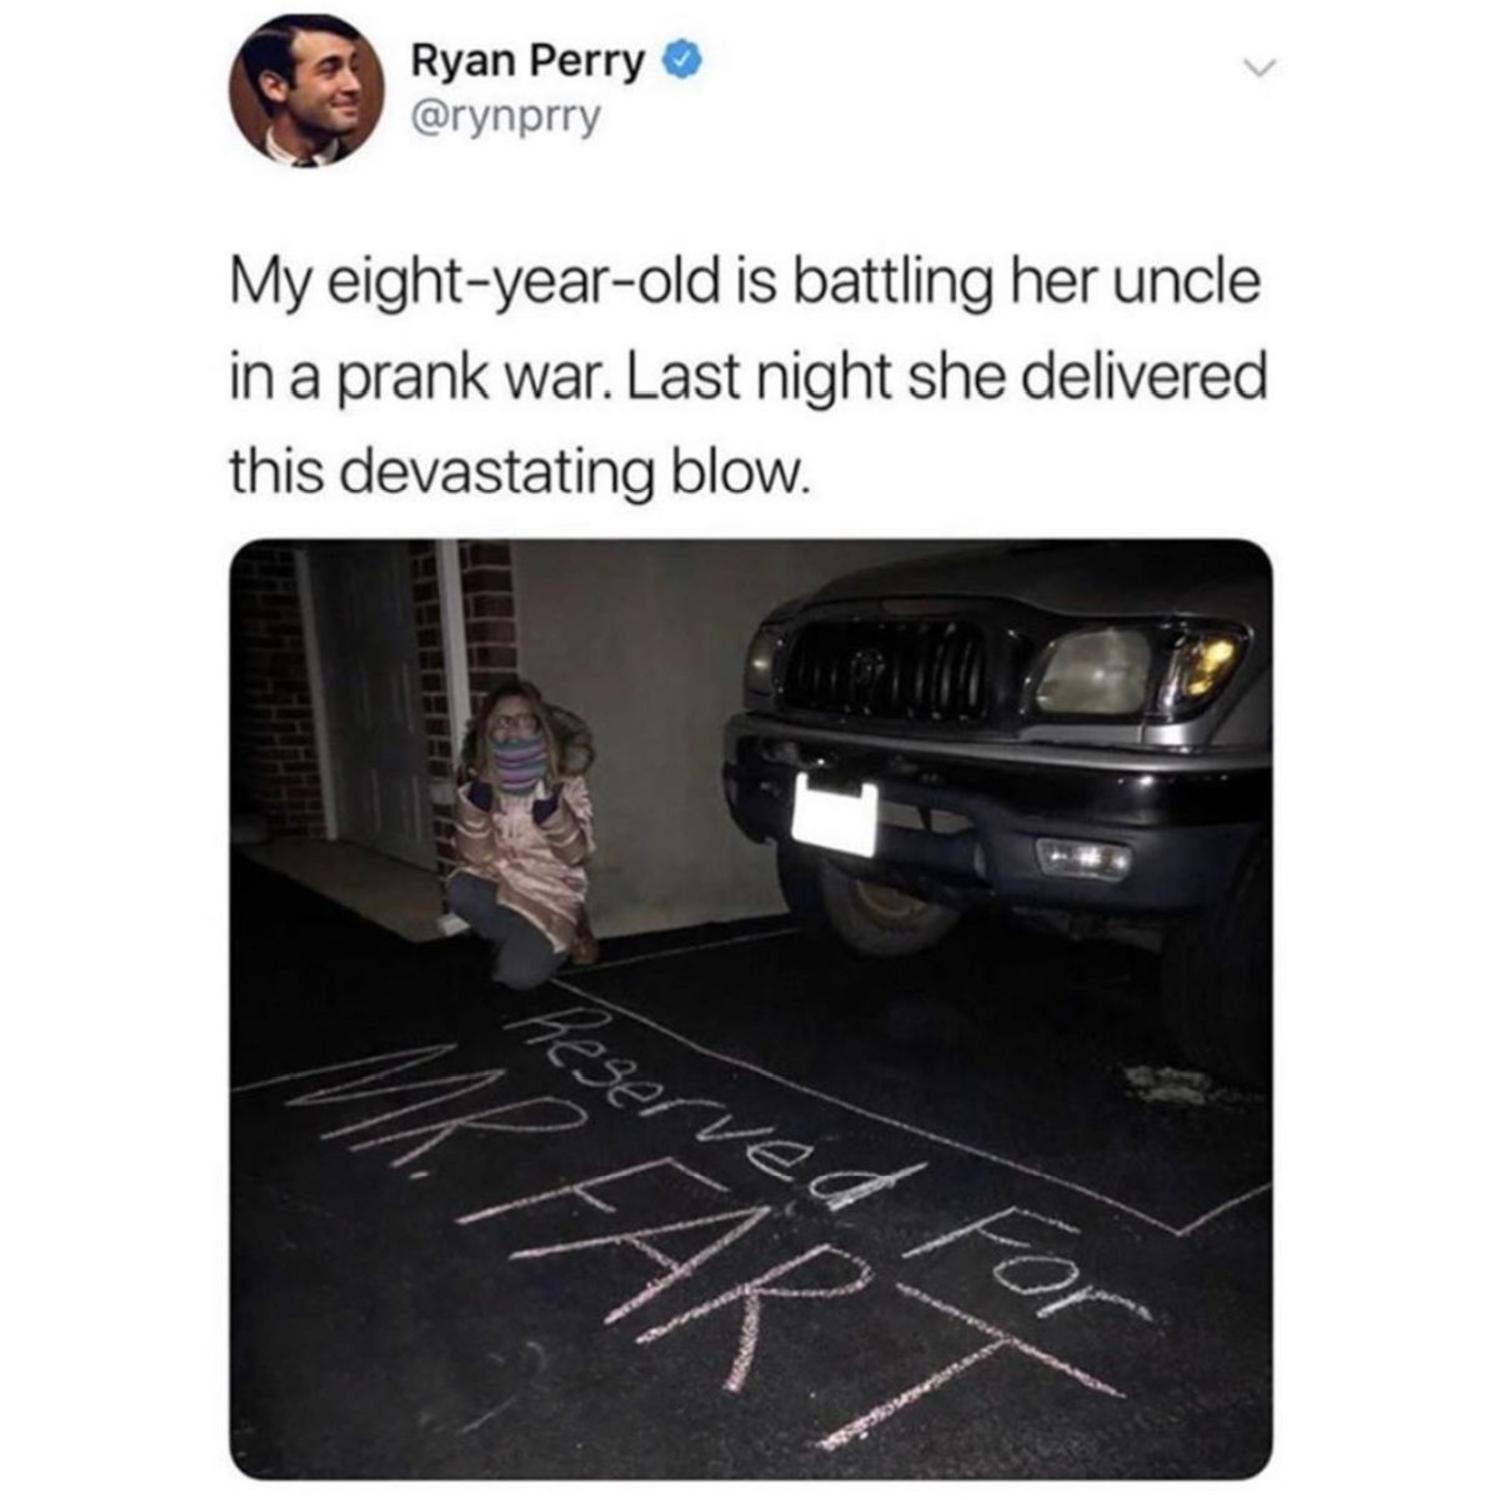 Ryan Perry
@rynprry
My eight-year-old is battling her uncle
in a prank war. Last night she delivered
this devastating blow.
Reserved For
MR. FART